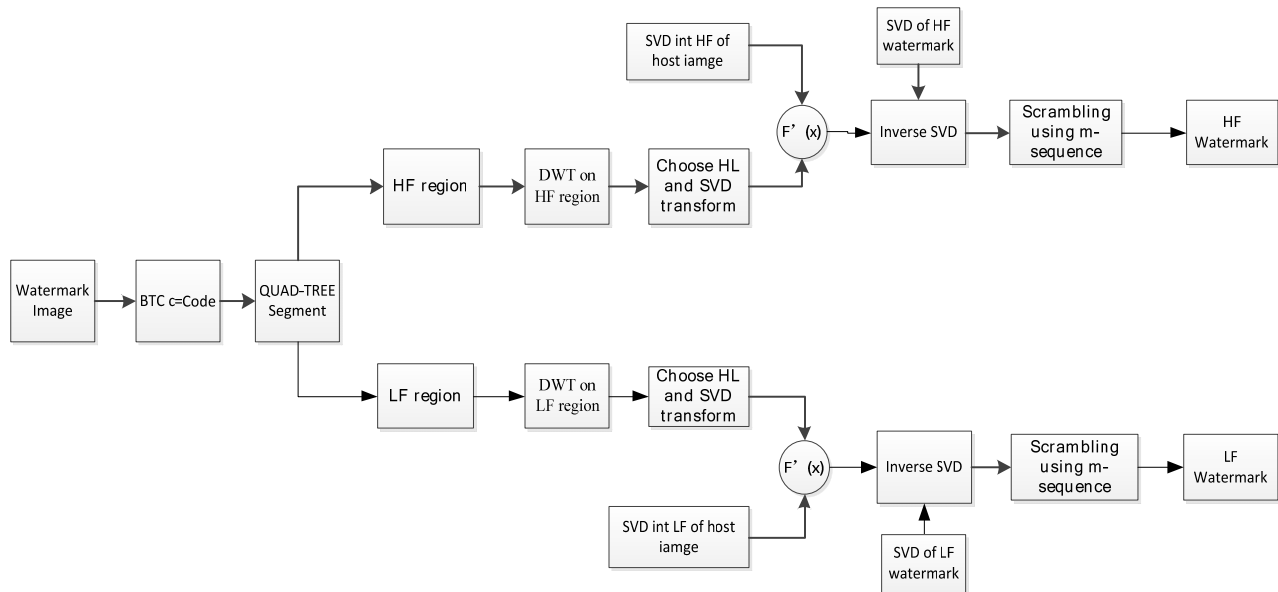 SVD int HF of
host iamge
SVD of HF
watermark
F’ (x)
Inverse SVD
Scrambling
using m-
sequence
HF
Watermark
HF region
DWT on
HF region
Choose HL
and SVD
transform
Watermark
Image
BTC c=Code
QUAD-TREE
Segment
LF region
DWT on
LF region
Choose HL
and SVD
transform
F’ (x)
Inverse SVD
Scrambling
using m-
sequence
LF
Watermark
SVD int LF of host
iamge
SVD of LF
watermark